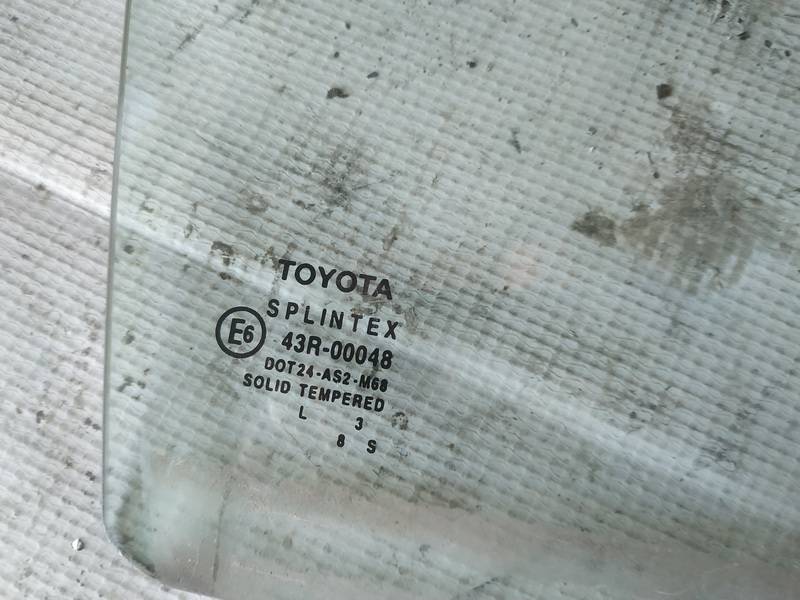 TOYOTA
SPLINTEX
E6 43R-00048
DOT24-AS2-M68
SOLID TEMPERED
L 3
8 S